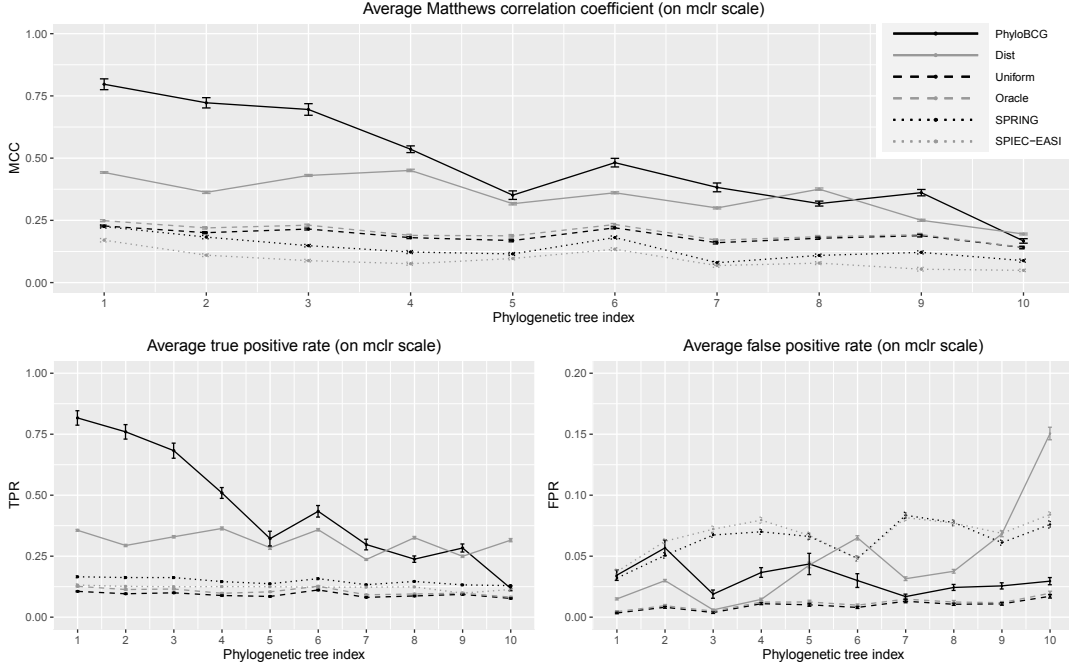 Average Matthews correlation coefficient (on mclr scale)
MCC
1.00
0.75
0.50
0.25
0.00
1 2 3 4 5 6 7 8 9 10
Phylogenetic tree index
PhyloBCG
Dist
Uniform
Oracle
SPRING
SPIEC−EASI
Average true positive rate (on mclr scale)
TPR
1.00
0.75
0.50
0.25
0.00
1 2 3 4 5 6 7 8 9 10
Phylogenetic tree index
Average false positive rate (on mclr scale)
FPR
0.20
0.15
0.10
0.05
0.00
1 2 3 4 5 6 7 8 9 10
Phylogenetic tree index